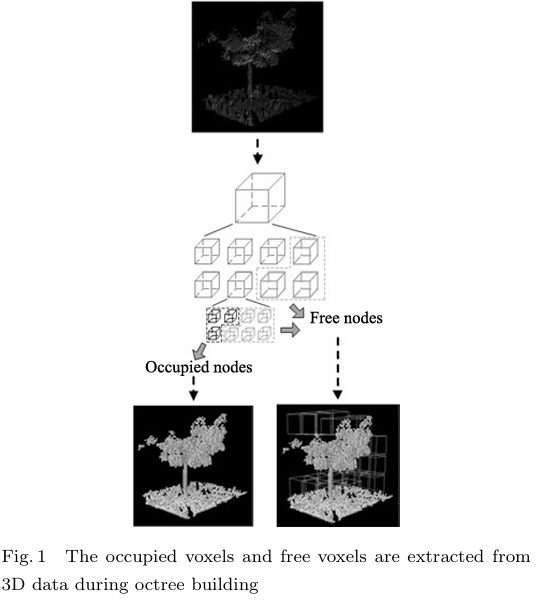 Free nodes
Occupied nodes
Fig. 1 The occupied voxels and free voxels are extracted from
3D data during octree building